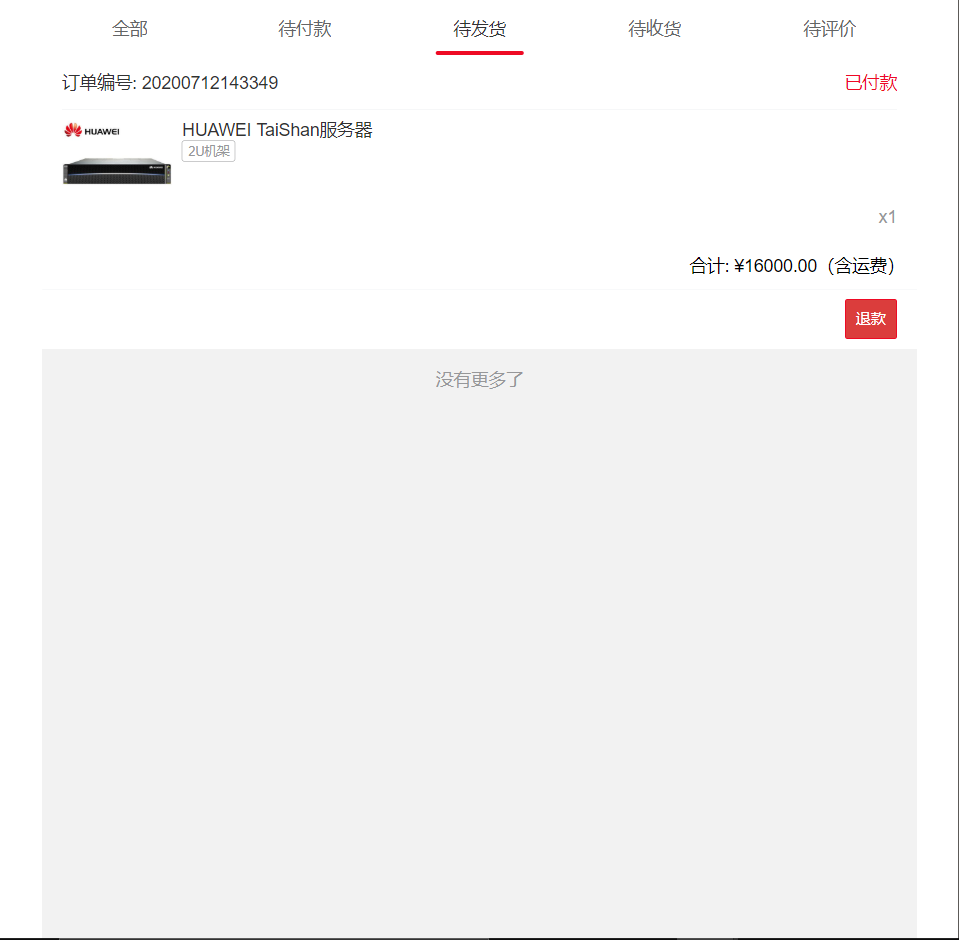 全部 待付款 待发货 待收货 待评价
订单编号: 20200712143349 已付款
HUAWEI HUAWEI TaiShan服务器
2U机架
x1
合计: ¥16000.00（含运费）
退款
没有更多了